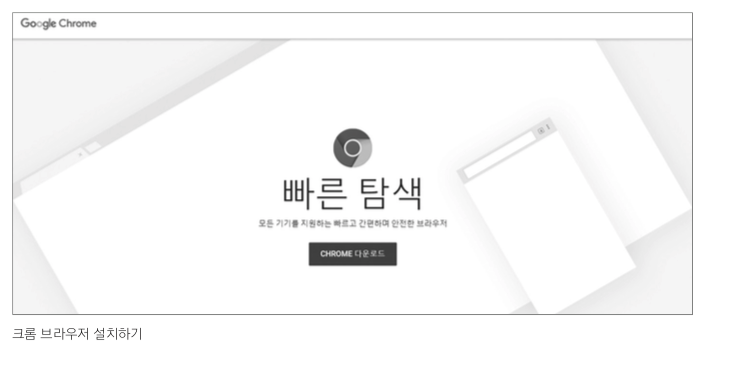 Google Chrome
빠른 탐색
모든 기기를 지원하는 빠르고 간편하며 안전한 브라우저
CHROME 다운로드
크롬 브라우저 설치하기